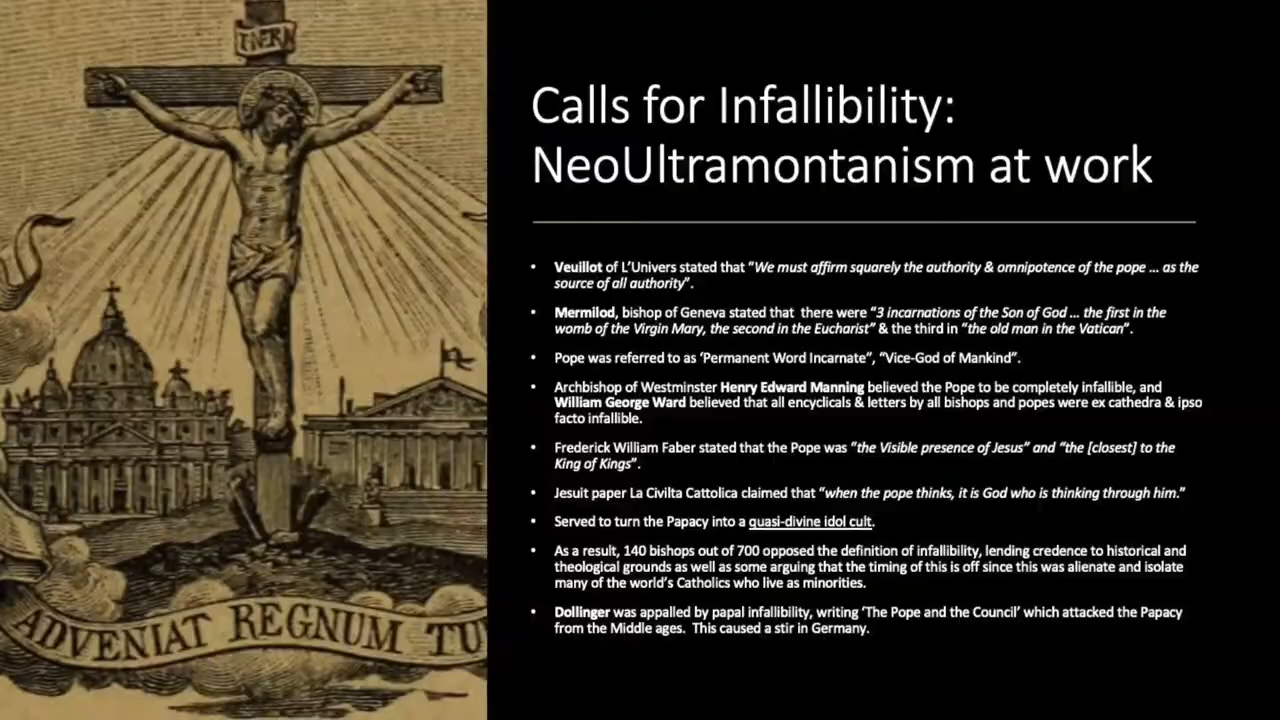 INRI
ADVENIAT REGNUM TU
Calls for Infallibility:
NeoUltramontanism at work
• Veuillot of L'Univers stated that "We must affirm squarely the authority & omnipotence of the pope ... as the
source of all authority".
• Mermilod, bishop of Geneva stated that there were "3 incarnations of the Son of God ... the first in the
womb of the Virgin Mary, the second in the Eucharist" & the third in "the old man in the Vatican".
• Pope was referred to as 'Permanent Word Incarnate", "Vice-God of Mankind".
• Archbishop of Westminster Henry Edward Manning believed the Pope to be completely infallible, and
William George Ward believed that all encyclicals & letters by all bishops and popes were ex cathedra & ipso
facto infallible.
• Frederick William Faber stated that the Pope was "the Visible presence of Jesus" and "the [closest] to the
King of Kings".
• Jesuit paper La Civilta Cattolica claimed that "when the pope thinks, it is God who is thinking through him."
• Served to turn the Papacy into a quasi-divine idol cult.
• As a result, 140 bishops out of 700 opposed the definition of infallibility, lending credence to historical and
theological grounds as well as some arguing that the timing of this is off since this was alienate and isolate
many of the world's Catholics who live as minorities.
• Dollinger was appalled by papal infallibility, writing 'The Pope and the Council' which attacked the Papacy
from the Middle ages. This caused a stir in Germany.